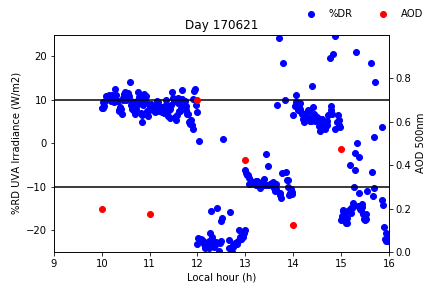 %DR AOD
Day 170621
%RD UVA Irradiance (W/m2)
20
10
0
−10
−20
9 10 11 12 13 14 15 16
Local hour (h)
0.8
0.6
0.4
0.2
0.0
AOD 500nm